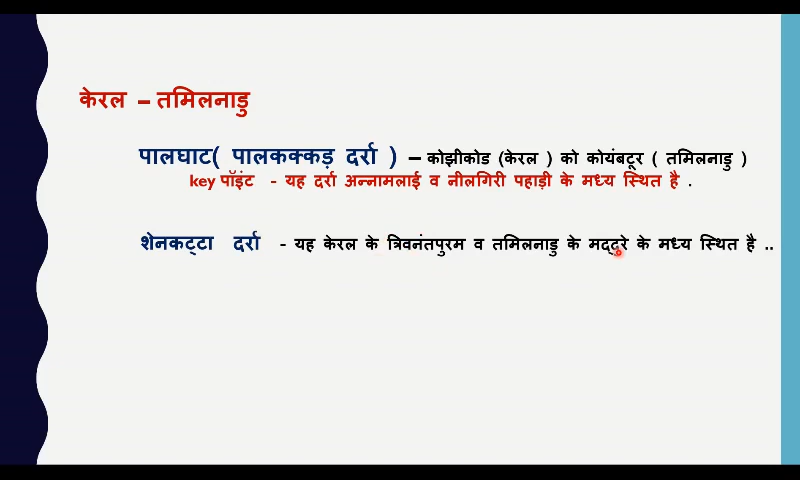 केरल – तमिलनाडु
पालघाट( पालकक्कड़ दर्रा ) – कोझीकोड (केरल ) को कोयंबटूर ( तमिलनाडु )
key पॉइंट - यह दर्रा अन्नामलाई व नीलगिरी पहाड़ी के मध्य स्थित है .
शेनकट्टा दर्रा - यह केरल के त्रिवनंतपुरम व तमिलनाडु के मद्दुरे के मध्य स्थित है ..